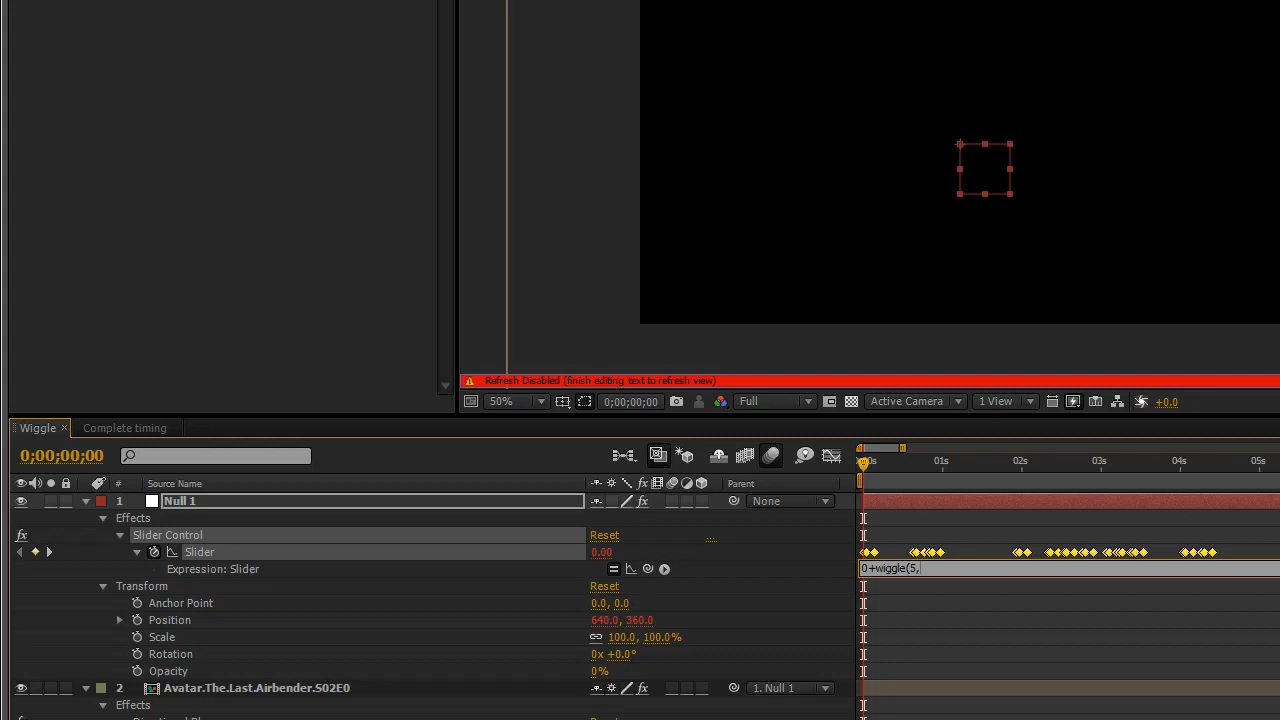 Refresh Disabled (finish editing text to refresh view)
50% 0;00;00;00 Full Active Camera 1 View +0.0
Wiggle × Complete timing
0;00;00;00
01s 02s 03s 04s 05s
# Source Name Parent
1 Null 1 None
Effects
Slider Control Reset ...
Slider 0.00
Expression: Slider 0+wiggle(5,
Transform Reset
Anchor Point 0.0, 0.0
Position 640.0, 360.0
Scale 100.0, 100.0%
Rotation 0x +0.0°
Opacity 0%
2 Avatar.The.Last.Airbender.S02E0 1. Null 1
Effects